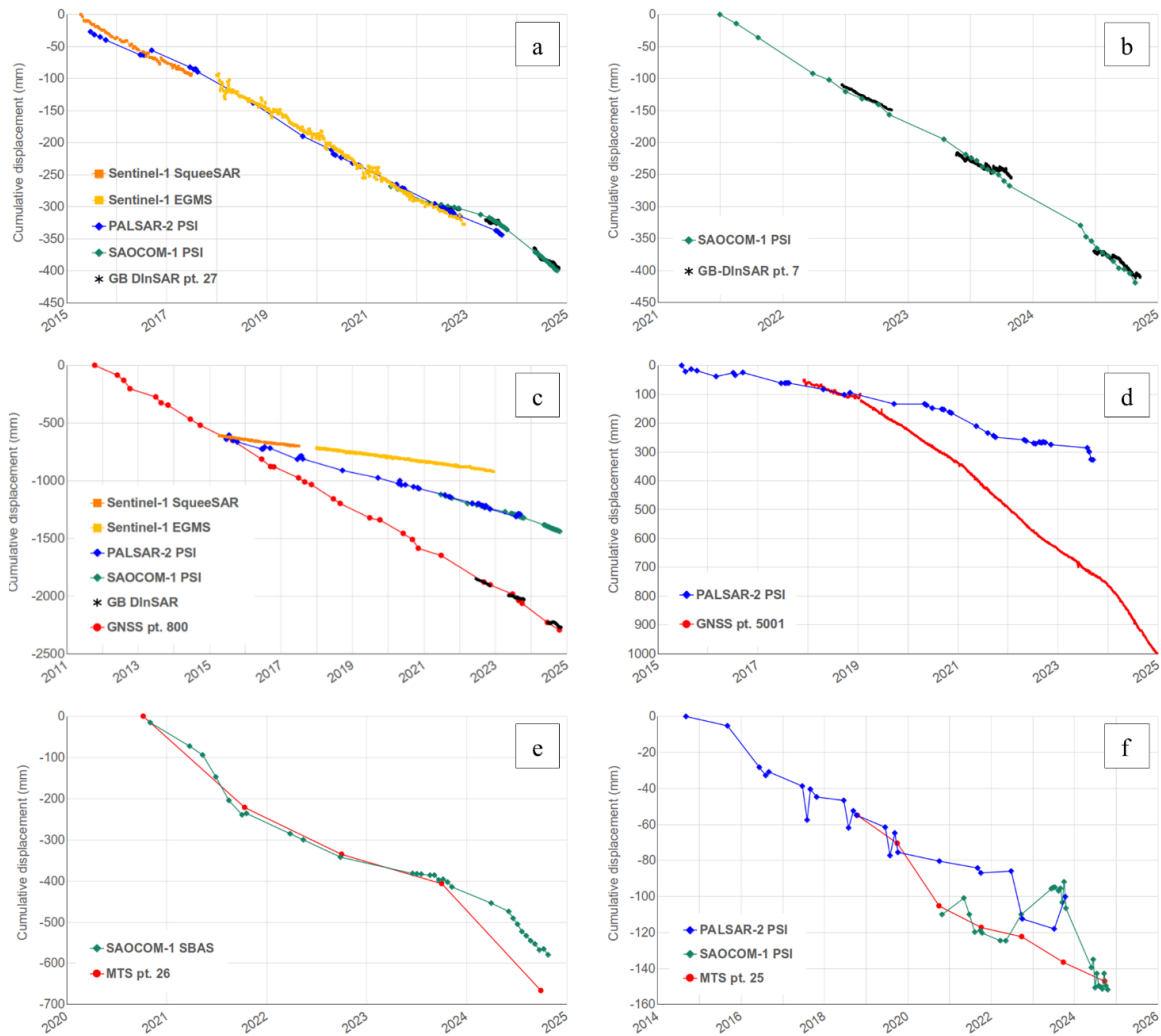 a
Cumulative displacement (mm)
0
-50
-100
-150
-200
-250
-300
-350
-400
-450
Sentinel-1 SqueeSAR
Sentinel-1 EGMS
PALSAR-2 PSI
SAOCOM-1 PSI
GB DInSAR pt. 27
2015 2017 2018 2019 2021 2023 2025
b
Cumulative displacement (mm)
0
-50
-100
-150
-200
-250
-300
-350
-400
-450
SAOCOM-1 PSI
GB-DInSAR pt. 7
2021 2022 2023 2024 2025
c
Cumulative displacement (mm)
0
-500
-1000
-1500
-2000
-2500
Sentinel-1 SqueeSAR
Sentinel-1 EGMS
PALSAR-2 PSI
SAOCOM-1 PSI
GB DInSAR
GNSS pt. 800
2011 2013 2015 2017 2019 2021 2023 2025
d
Cumulative displacement (mm)
0
100
200
300
400
500
600
700
800
900
1000
PALSAR-2 PSI
GNSS pt. 5001
2015 2017 2019 2021 2023 2025
e
Cumulative displacement (mm)
0
-100
-200
-300
-400
-500
-600
-700
SAOCOM-1 SBAS
MTS pt. 26
2020 2021 2022 2023 2024 2025
f
Cumulative displacement (mm)
0
-20
-40
-60
-80
-100
-120
-140
-160
PALSAR-2 PSI
SAOCOM-1 PSI
MTS pt. 25
2014 2016 2018 2020 2022 2024 2026